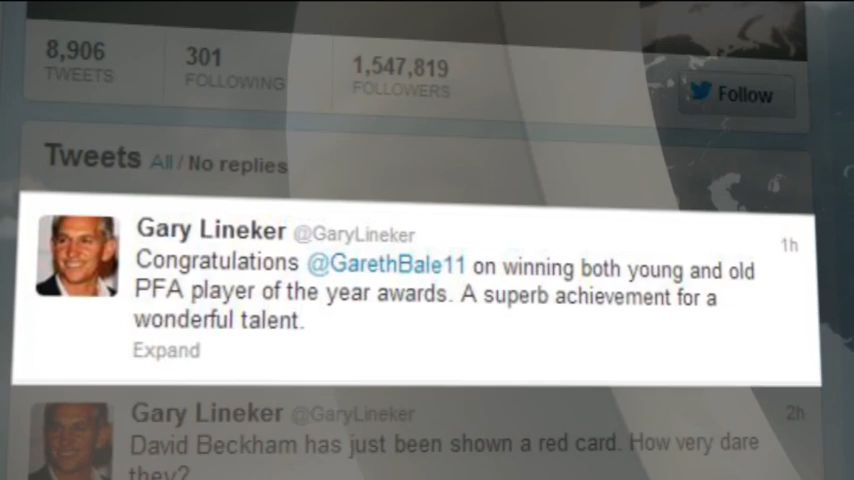 8,906 301 1,547,819
TWEETS FOLLOWING FOLLOWERS
Follow
Tweets All / No replies
Gary Lineker @GaryLineker 1h
Congratulations @GarethBale11 on winning both young and old
PFA player of the year awards. A superb achievement for a
wonderful talent.
Expand
Gary Lineker @GaryLineker 2h
David Beckham has just been shown a red card. How very dare
they?